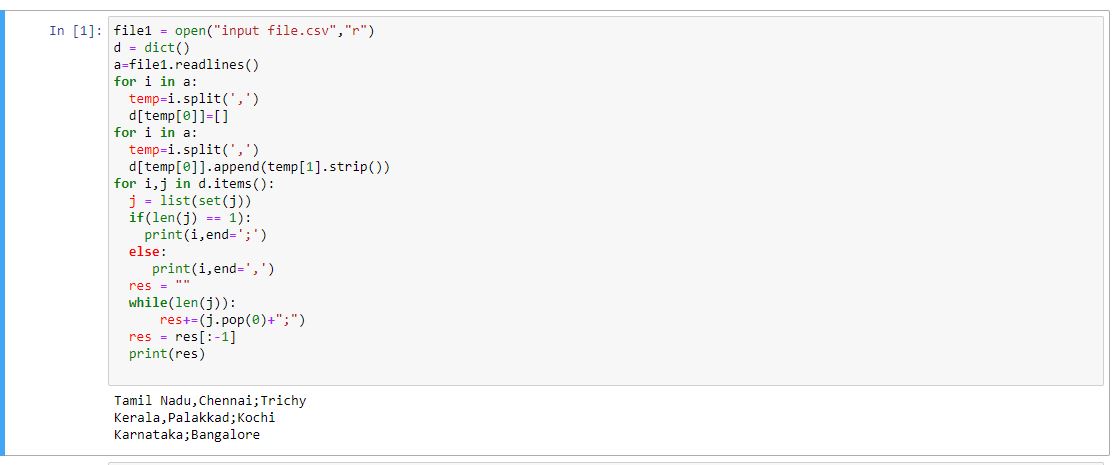 In [1]: file1 = open("input file.csv","r")
d = dict()
a=file1.readlines()
for i in a:
  temp=i.split(',')
  d[temp[0]]=[]
for i in a:
  temp=i.split(',')
  d[temp[0]].append(temp[1].strip())
for i,j in d.items():
  j = list(set(j))
  if(len(j) == 1):
    print(i,end=';')
  else:
     print(i,end=',')
  res = ""
  while(len(j)):
      res+=(j.pop(0)+";")
  res = res[:-1]
  print(res)
Tamil Nadu,Chennai;Trichy
Kerala,Palakkad;Kochi
Karnataka;Bangalore